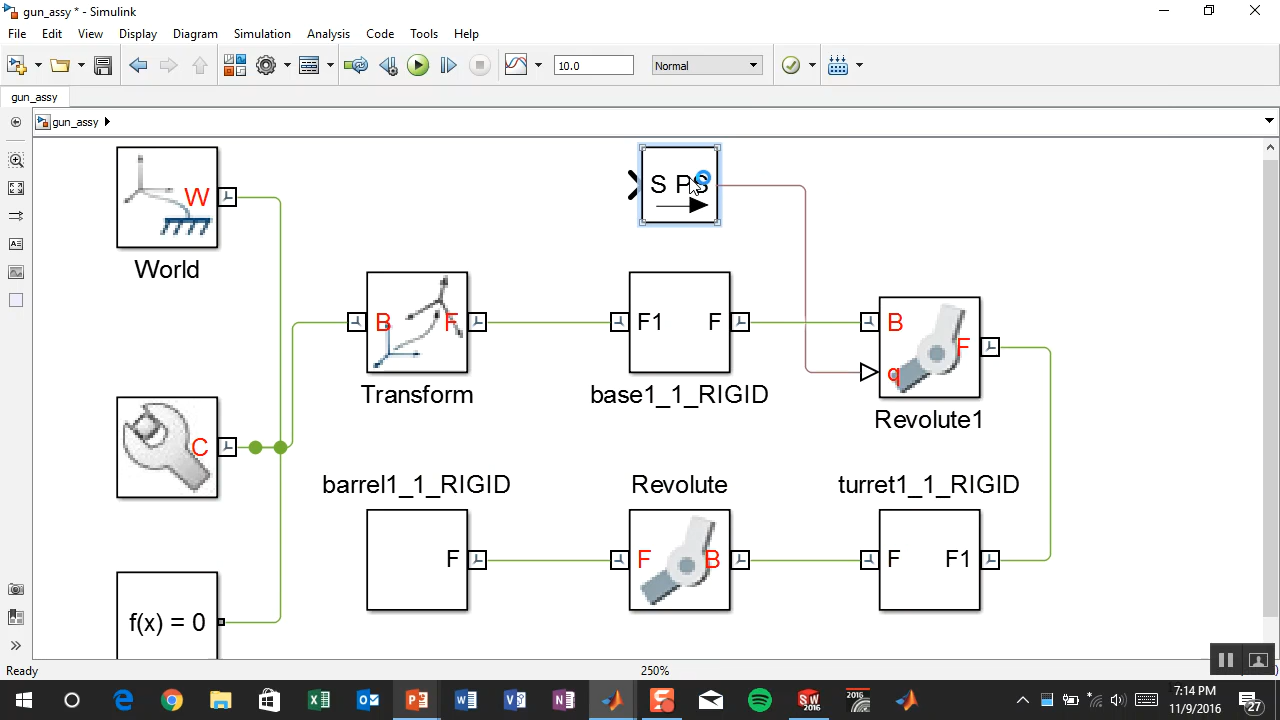 gun_assy * - Simulink
File Edit View Display Diagram Simulation Analysis Code Tools Help
10.0 Normal
gun_assy
gun_assy
W
World
S PS
B F
Transform
F1 F
base1_1_RIGID
B
F
q
Revolute1
C
barrel1_1_RIGID
Revolute
turret1_1_RIGID
F
F B
F F1
f(x) = 0
Ready 250%
7:14 PM
11/9/2016
27